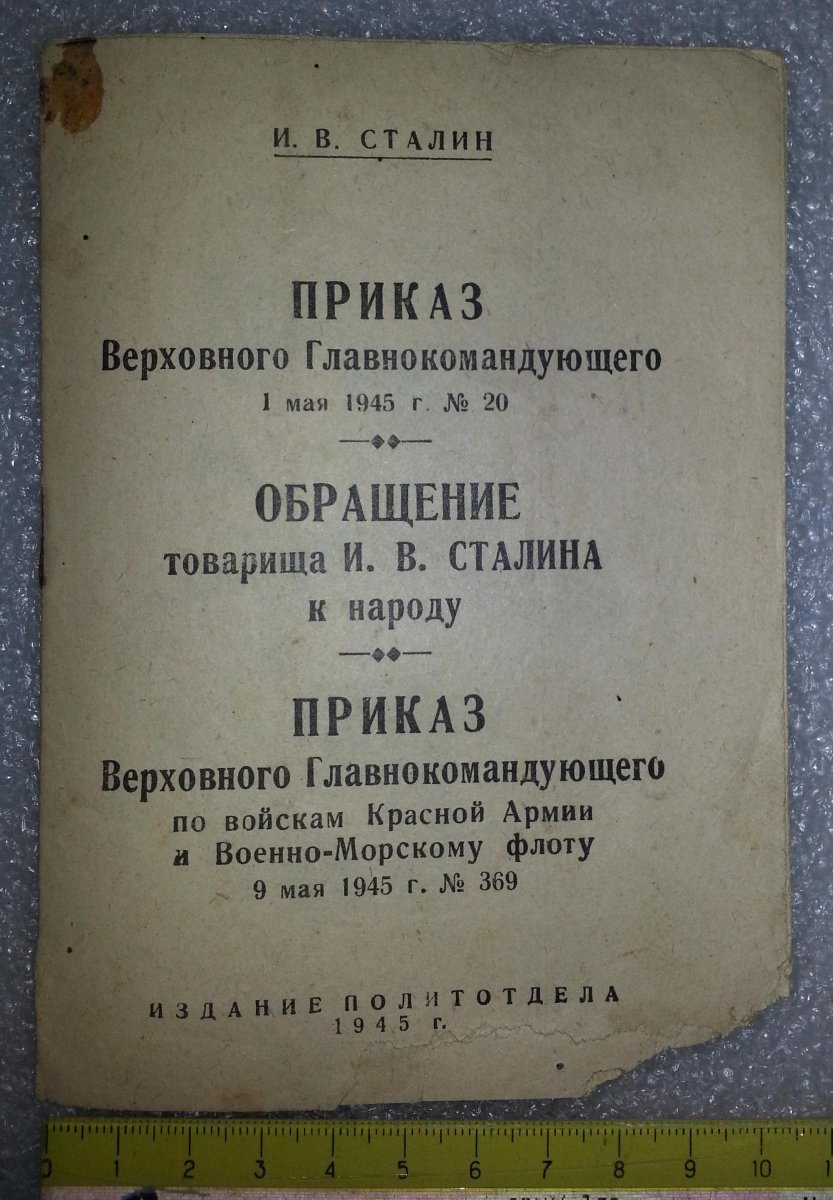 И. В. СТАЛИН
ПРИКАЗ
Верховного Главнокомандующего
1 мая 1945 г. № 20
ОБРАЩЕНИЕ
товарища И. В. СТАЛИНА
к народу
ПРИКАЗ
Верховного Главнокомандующего
по войскам Красной Армии
и Военно-Морскому флоту
9 мая 1945 г. № 369
ИЗДАНИЕ ПОЛИТОТДЕЛА
1945 г.
0 1 2 3 4 5 6 7 8 9 10 11